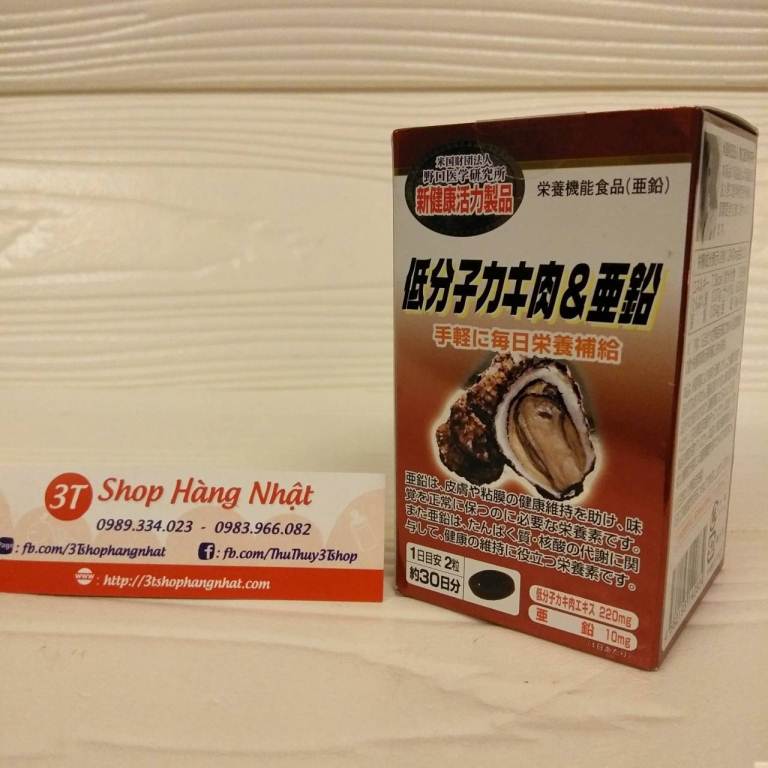 3T Shop Hàng Nhật
0989.334.023 - 0983.966.082
: fb.com/3Tshophangnhat
f : fb.com/ThuThuy3Tshop
www : http://3tshophangnhat.com
米国財団法人
野口医学研究所
新健康活力製品
栄養機能食品(亜鉛)
低分子カキ肉&亜鉛
手軽に毎日栄養補給
亜鉛は、皮膚や粘膜の健康維持を助け、味
覚を正常に保つのに必要な栄養素です。
また亜鉛は、たんぱく質・核酸の代謝に関
与して、健康の維持に役立つ栄養素です。
1日目安 2粒
約30日分
低分子カキ肉エキス 220mg
亜鉛 10mg
(1日あたり)